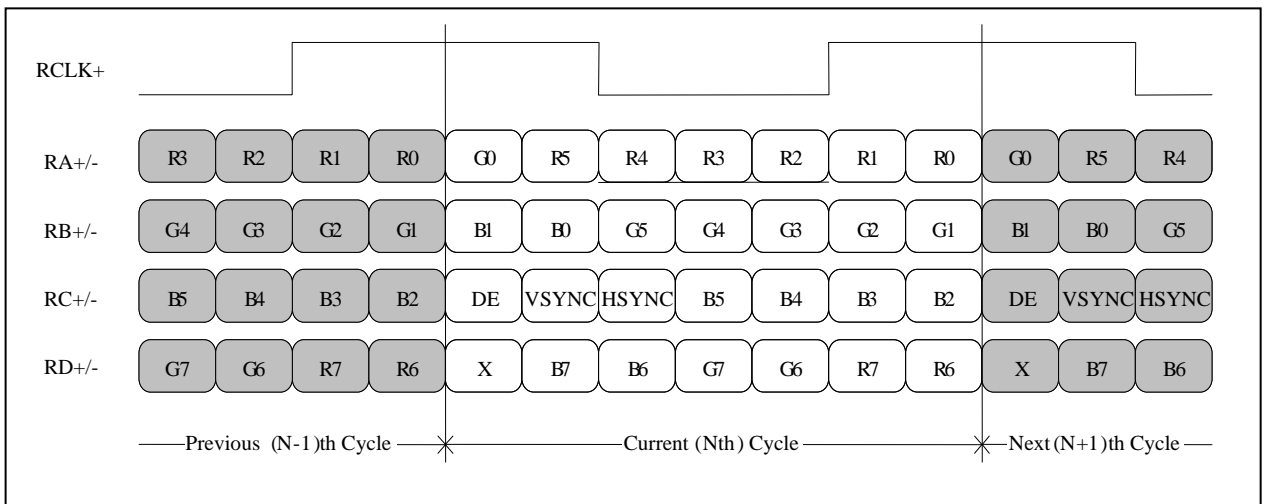 RCLK+
RA+/- R3 R2 R1 R0 G0 R5 R4 R3 R2 R1 R0 G0 R5 R4
RB+/- G4 G3 G2 G1 B1 B0 G5 G4 G3 G2 G1 B1 B0 G5
RC+/- B5 B4 B3 B2 DE VSYNC HSYNC B5 B4 B3 B2 DE VSYNC HSYNC
RD+/- G7 G6 R7 R6 X B7 B6 G7 G6 R7 R6 X B7 B6
Previous (N-1)th Cycle Current (Nth) Cycle Next (N+1)th Cycle